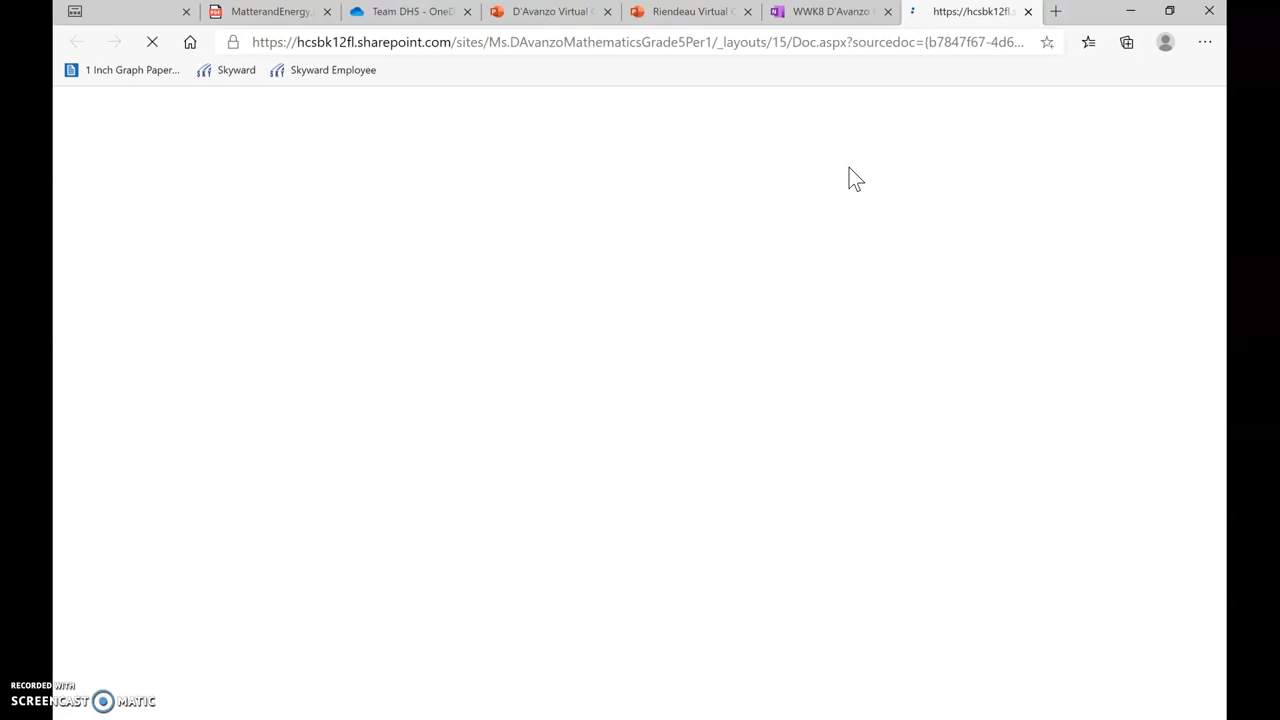 MatterandEnergy.
Team DH5 - OneD
D'Avanzo Virtual C
Riendeau Virtual C
WWK8 D'Avanzo H
https://hcsbk12fl.s
https://hcsbk12fl.sharepoint.com/sites/Ms.DAvanzoMathematicsGrade5Per1/_layouts/15/Doc.aspx?sourcedoc={b7847f67-4d6...
1 Inch Graph Paper...
Skyward
Skyward Employee
RECORDED WITH
SCREENCAST MATIC